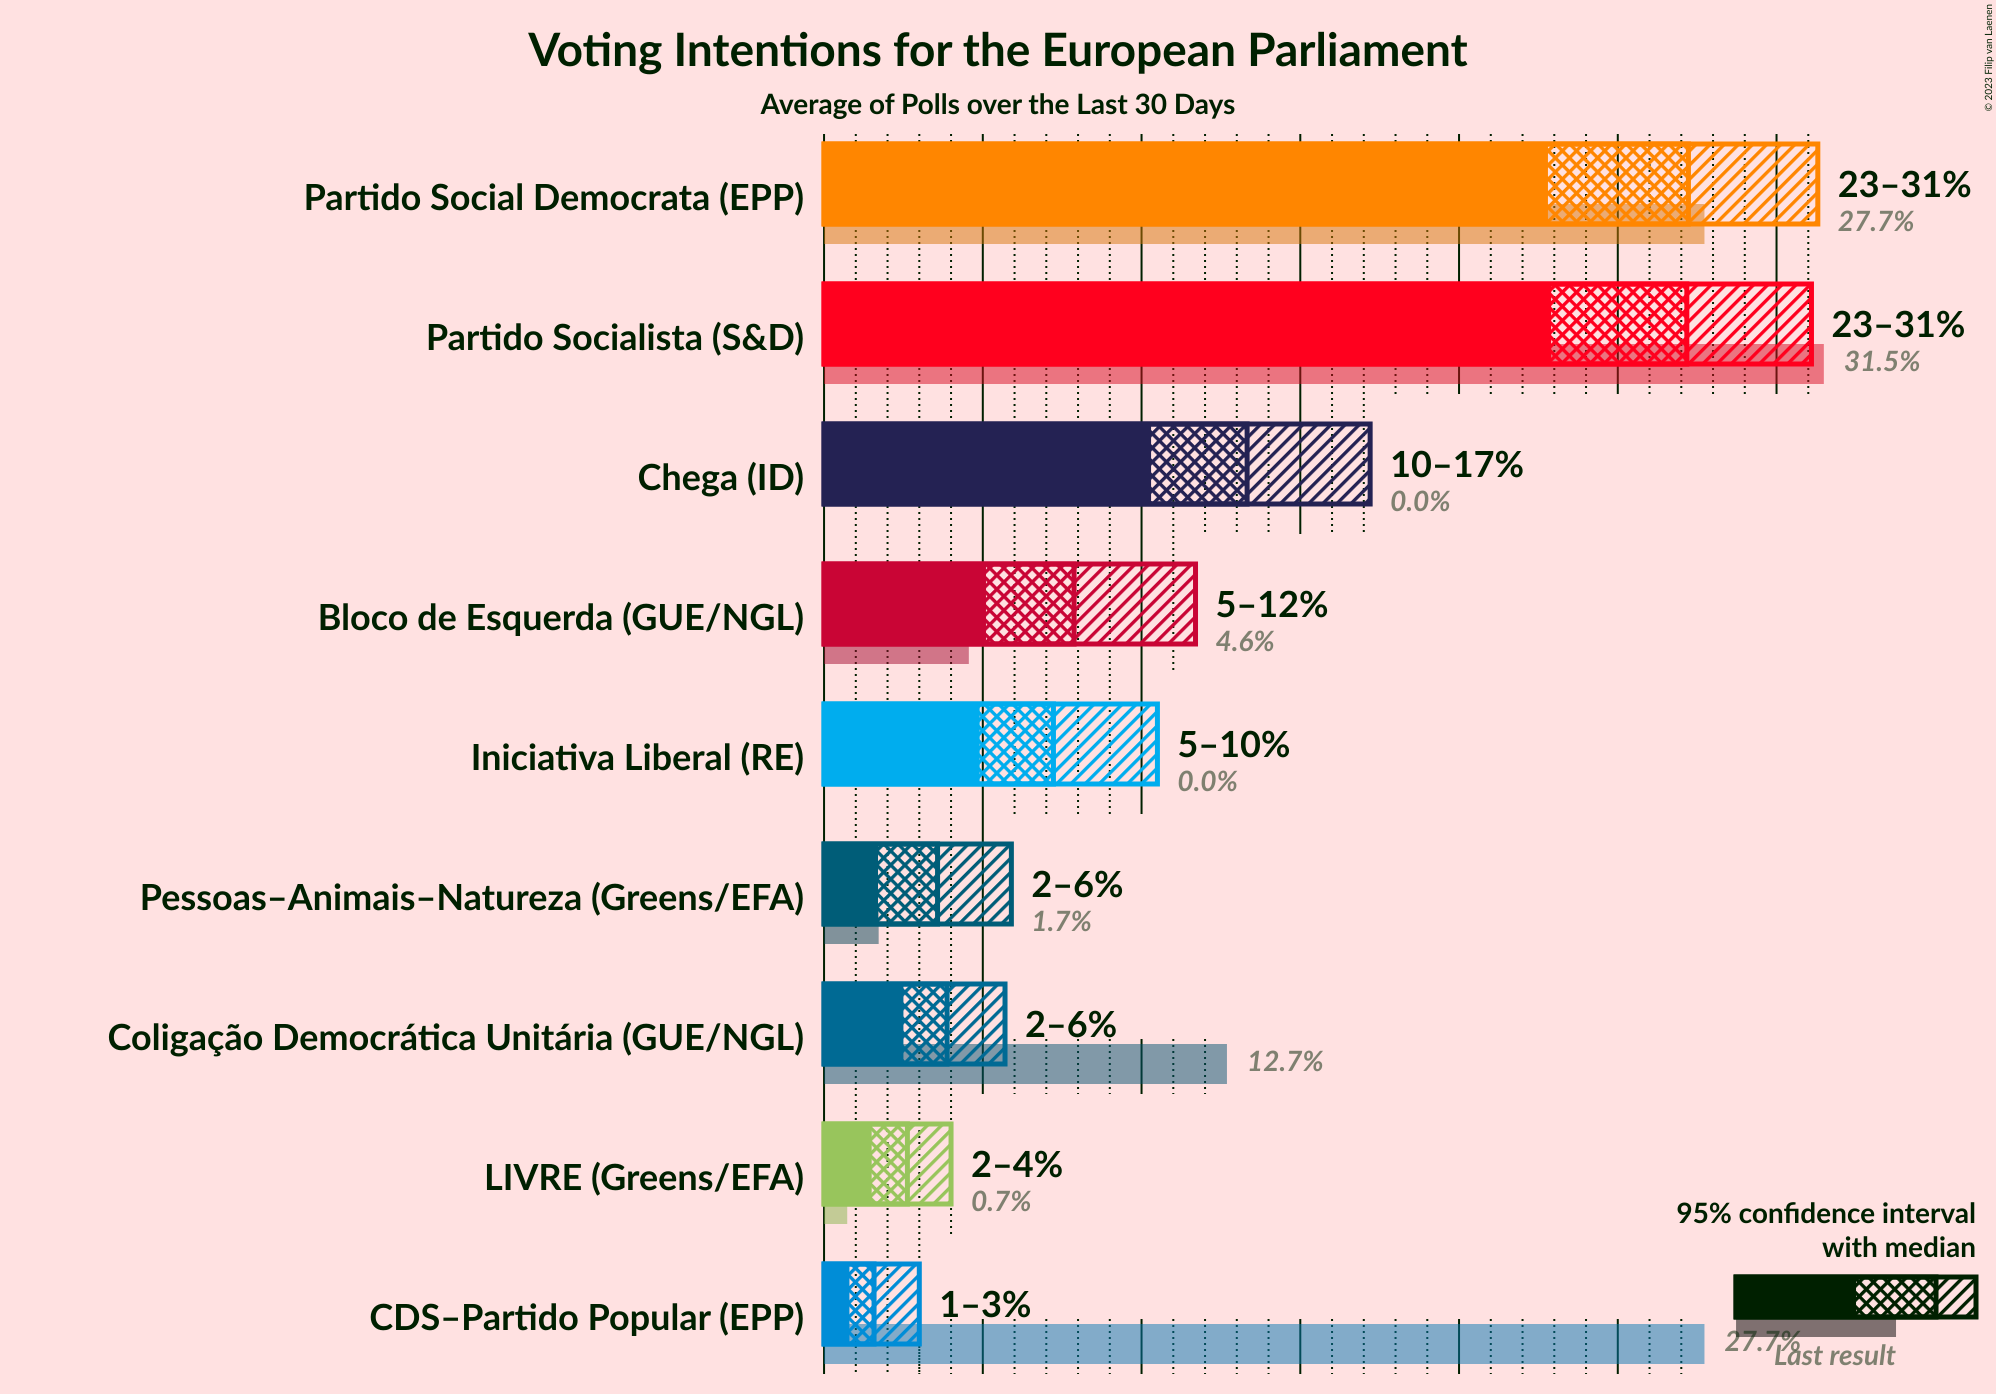 Voting Intentions for the European Parliament
Average of Polls over the Last 30 Days
© 2023 Filip van Laenen
Partido Social Democrata (EPP)
23–31%
27.7%
Partido Socialista (S&D)
23–31%
31.5%
Chega (ID)
10–17%
0.0%
Bloco de Esquerda (GUE/NGL)
5–12%
4.6%
Iniciativa Liberal (RE)
5–10%
0.0%
Pessoas–Animais–Natureza (Greens/EFA)
2–6%
1.7%
Coligação Democrática Unitária (GUE/NGL)
2–6%
12.7%
LIVRE (Greens/EFA)
2–4%
0.7%
CDS–Partido Popular (EPP)
1–3%
27.7%
95% confidence interval
with median
Last result